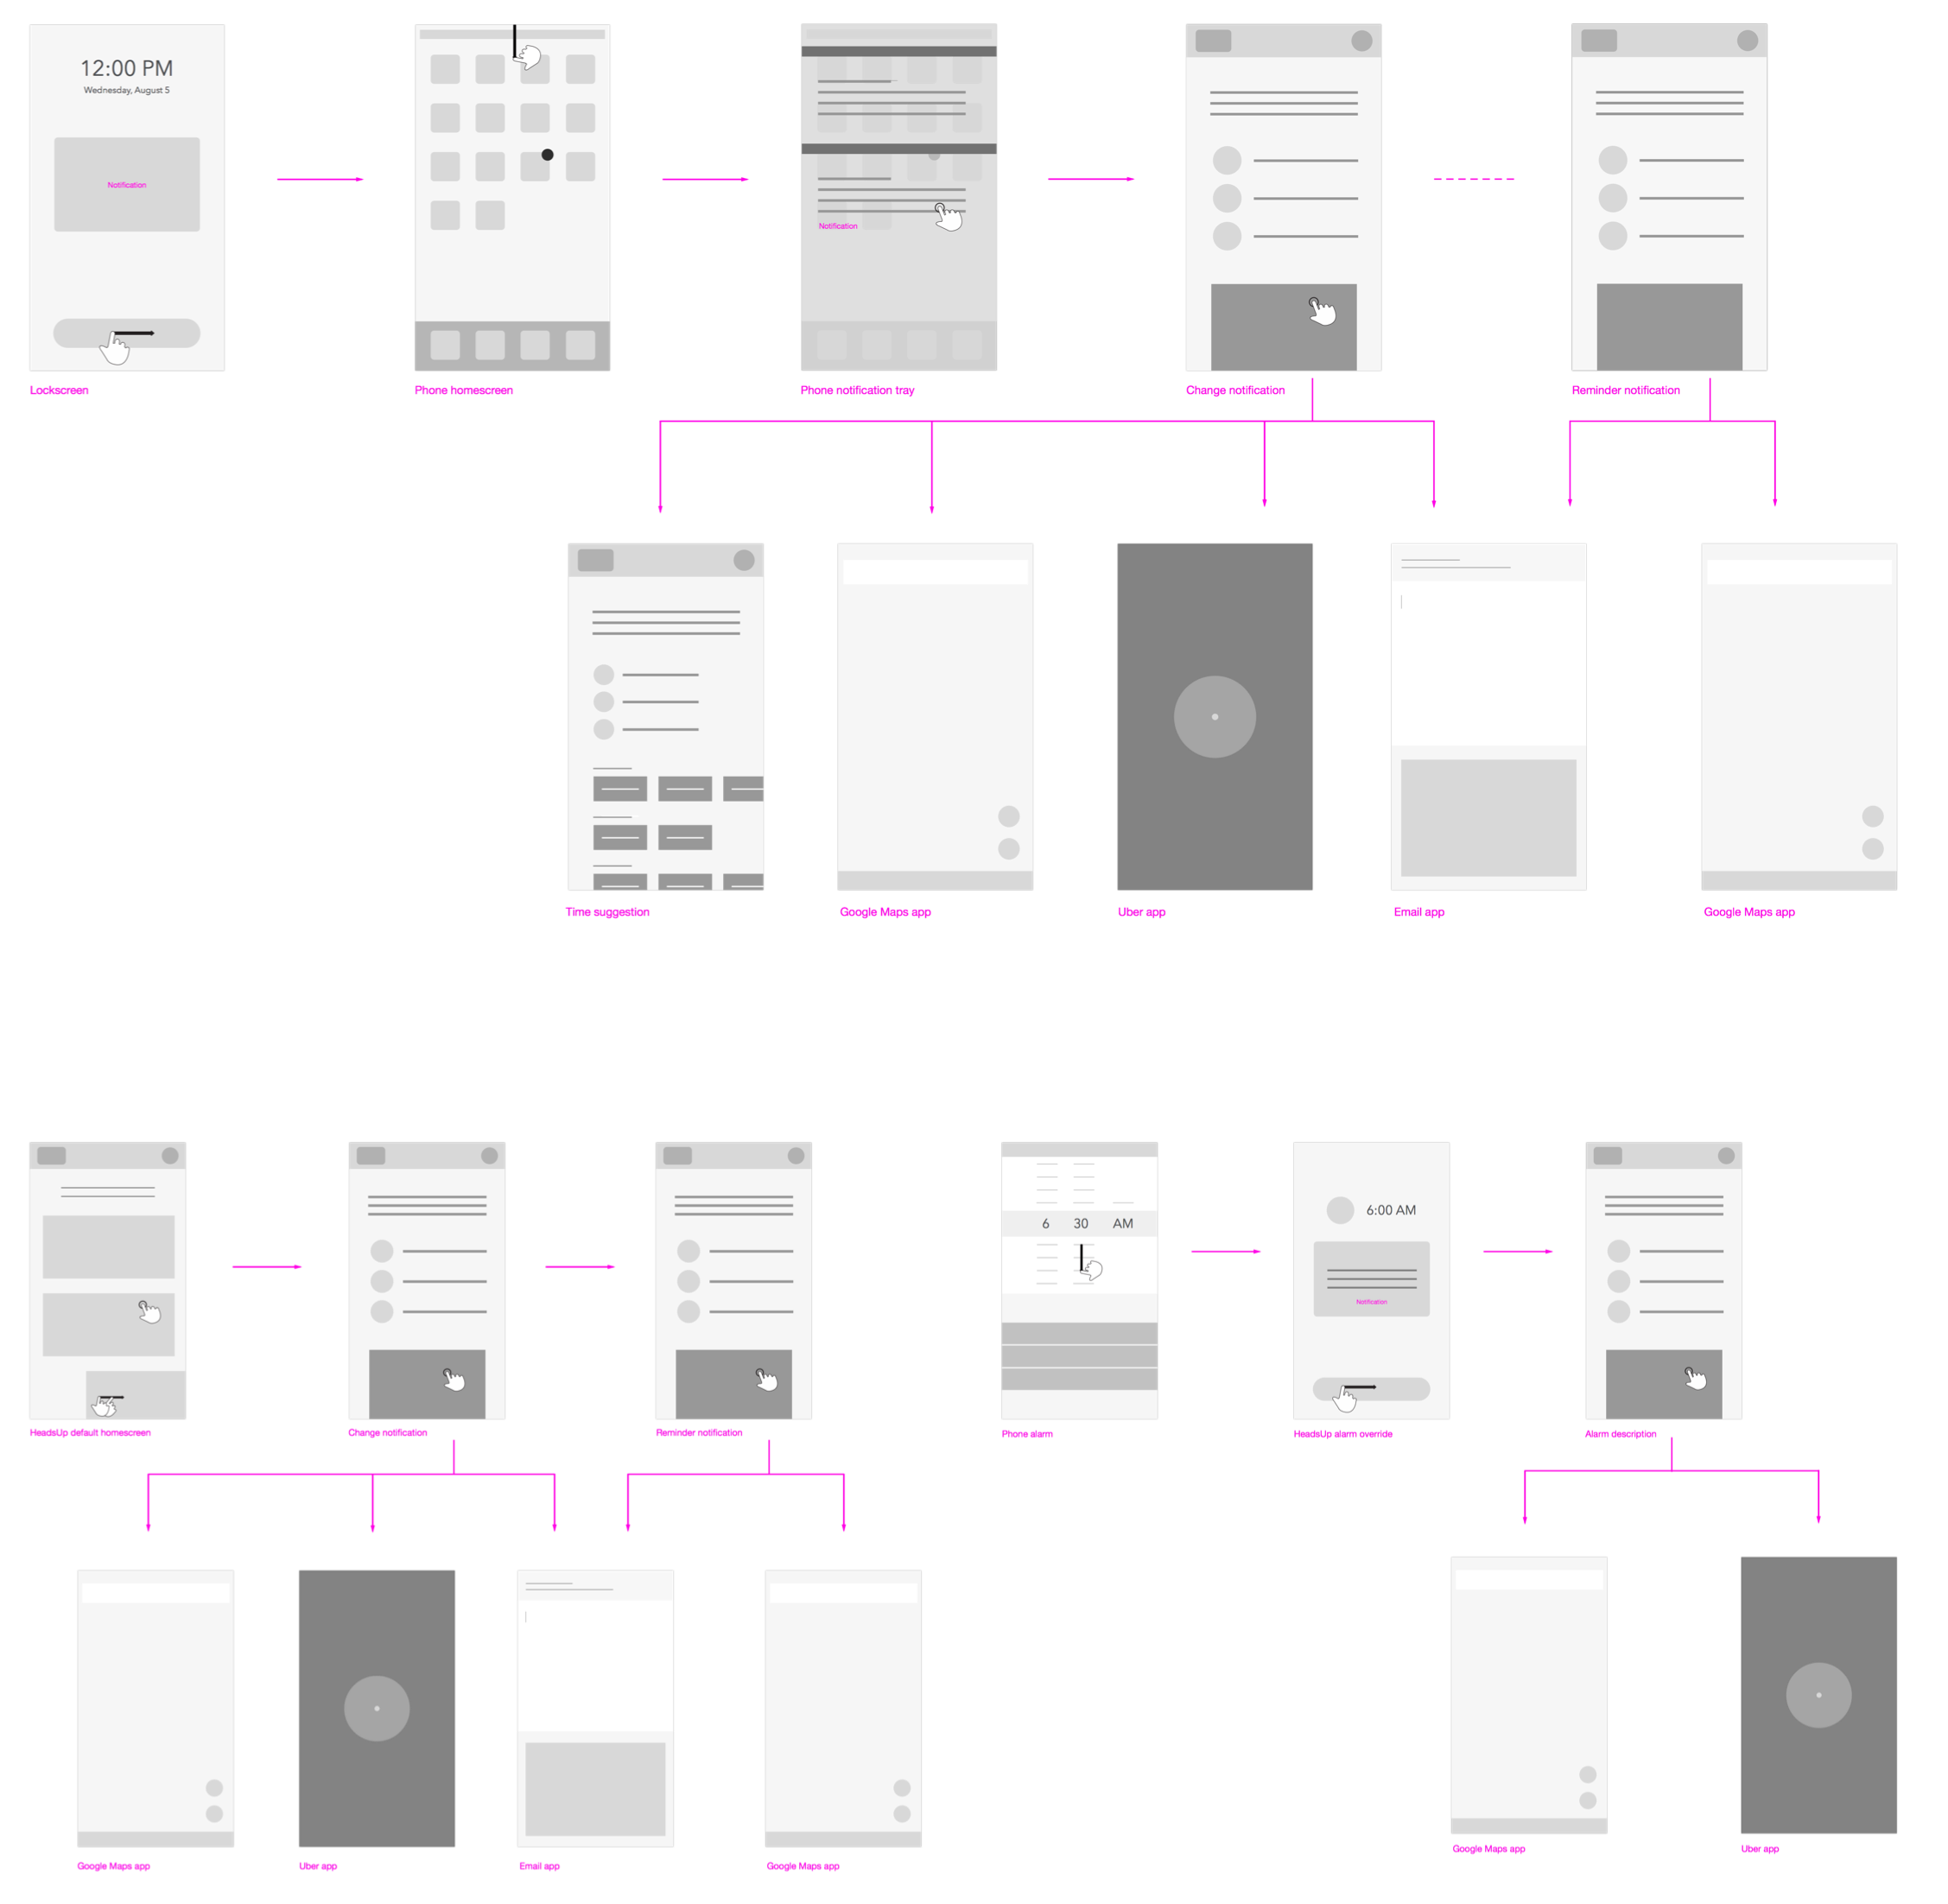 12:00 PM
Wednesday, August 5
Notification
Notification
Lockscreen
Phone homescreen
Phone notification tray
Change notification
Reminder notification
Time suggestion
Google Maps app
Uber app
Email app
Google Maps app
6 30 AM
6:00 AM
Notification
HeadsUp default homescreen
Change notification
Reminder notification
Phone alarm
HeadsUp alarm override
Alarm description
Google Maps app
Uber app
Email app
Google Maps app
Google Maps app
Uber app